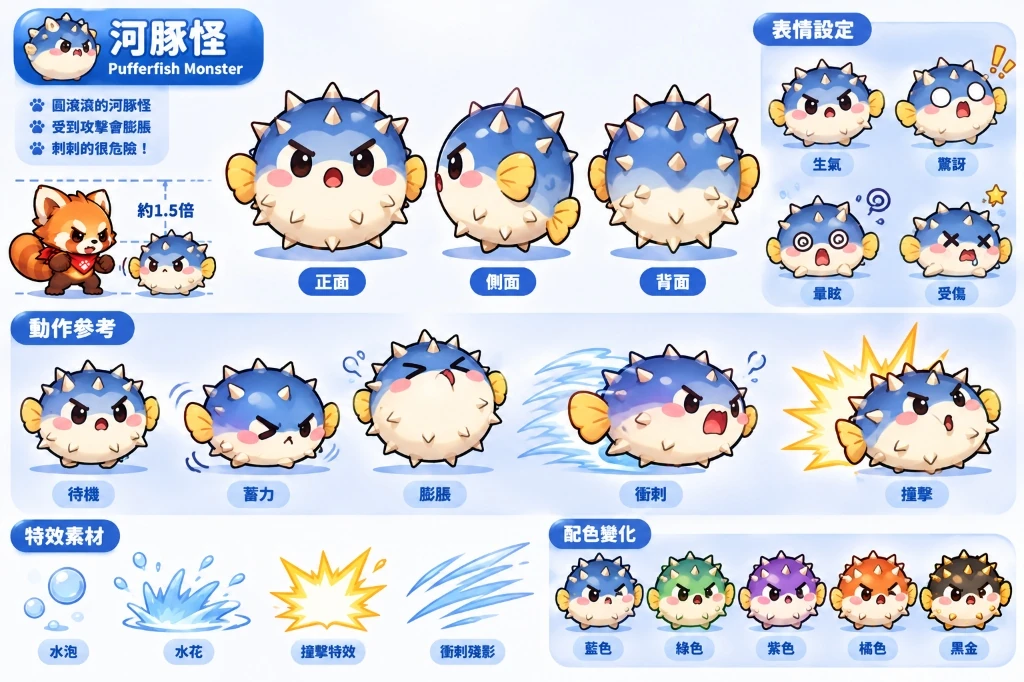 河豚怪
Pufferfish Monster
圓滾滾的河豚怪
受到攻擊會膨脹
刺刺的很危險！
約1.5倍
正面
側面
背面
表情設定
生氣
驚訝
暈眩
受傷
動作參考
待機
蓄力
膨脹
衝刺
撞擊
特效素材
水泡
水花
撞擊特效
衝刺殘影
配色變化
藍色
綠色
紫色
橘色
黑金